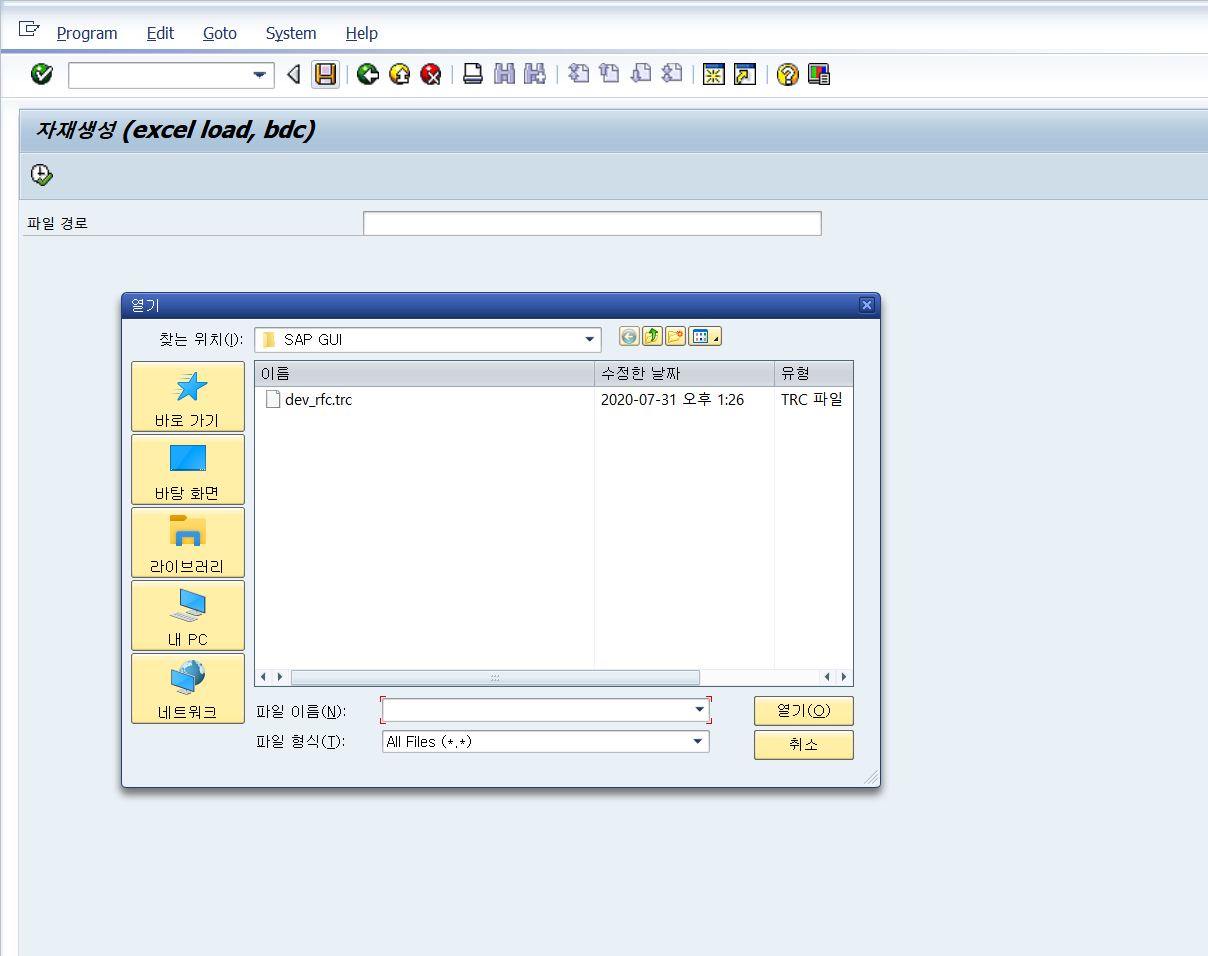 Program Edit Goto System Help
자재생성 (excel load, bdc)
파일 경로
열기
찾는 위치(I): SAP GUI
이름 수정한 날짜 유형
dev_rfc.trc 2020-07-31 오후 1:26 TRC 파일
바로 가기
바탕 화면
라이브러리
내 PC
네트워크
파일 이름(N): 열기(O)
파일 형식(T): All Files (*.*) 취소